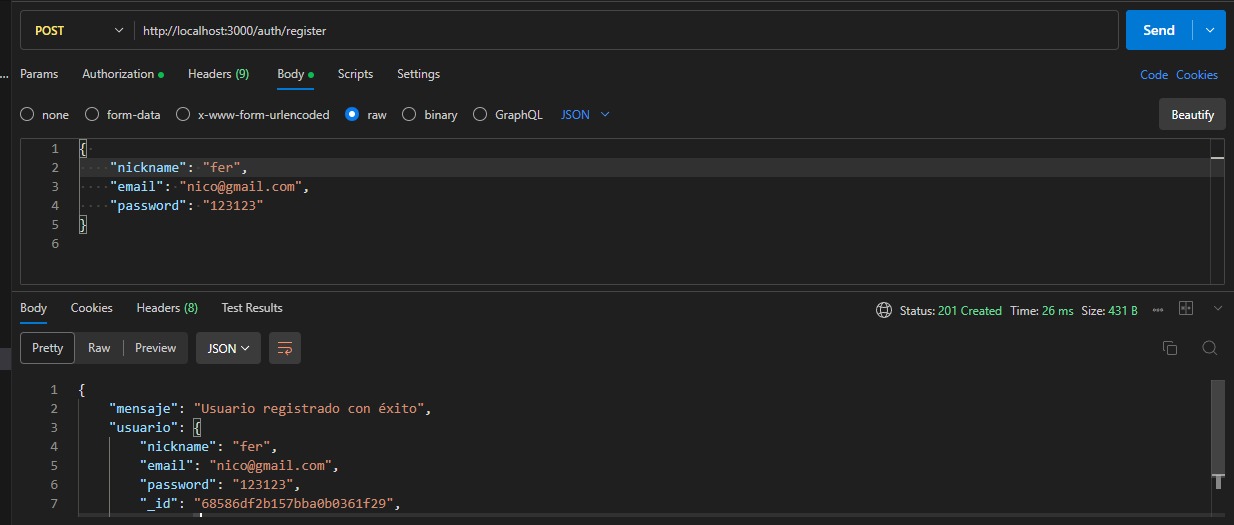 POST http://localhost:3000/auth/register Send
... Params Authorization Headers (9) Body Scripts Settings Code Cookies
none form-data x-www-form-urlencoded raw binary GraphQL JSON Beautify
1 {
2 "nickname": "fer",
3 "email": "nico@gmail.com",
4 "password": "123123"
5 }
6
Body Cookies Headers (8) Test Results Status: 201 Created Time: 26 ms Size: 431 B
Pretty Raw Preview JSON
1 {
2 "mensaje": "Usuario registrado con éxito",
3 "usuario": {
4 "nickname": "fer",
5 "email": "nico@gmail.com",
6 "password": "123123",
7 "_id": "68586df2b157bba0b0361f29",